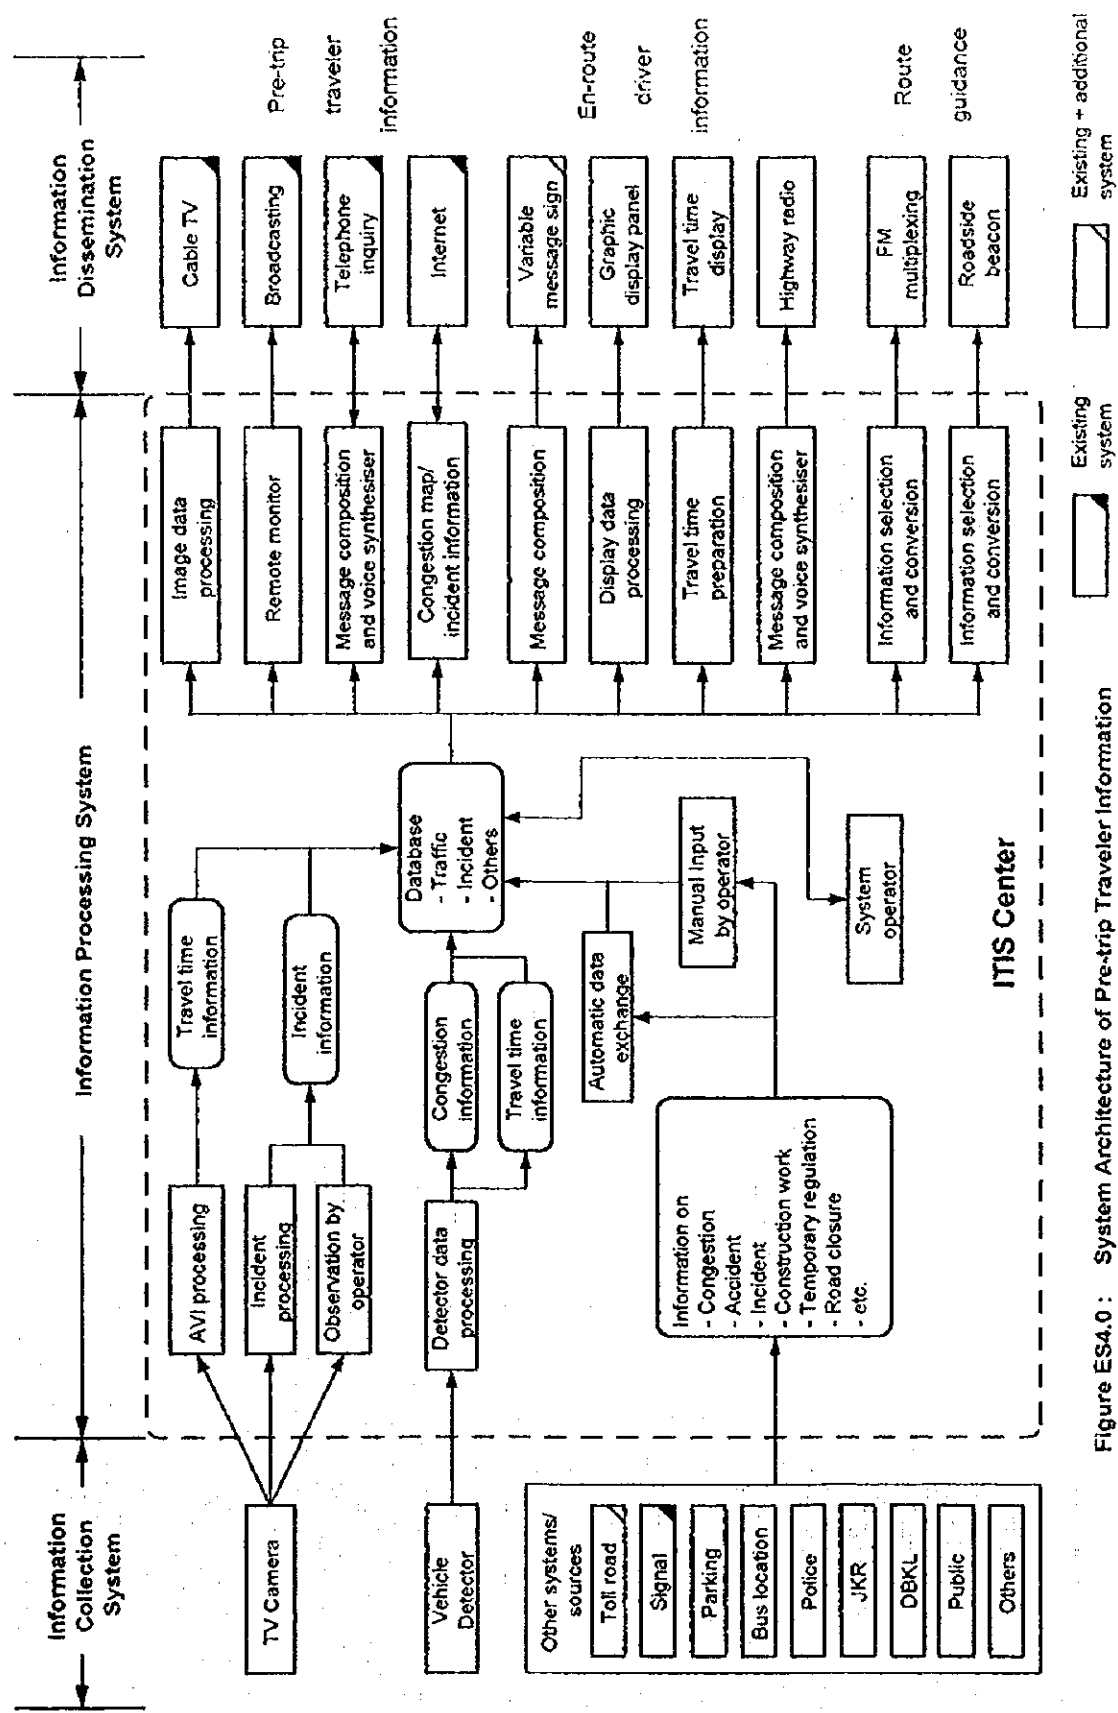 Information
Collection
System
Information Processing System
Information
Dissemination
System
TV Camera
Vehicle
Detector
Other systems/
sources
Toll road
Signal
Parking
Bus location
Police
JKR
DBKL
Public
Others
AVI processing
Incident
processing
Observation by
operator
Detector data
processing
Information on
- Congestion
- Accident
- Incident
- Construction work
- Temporary regulation
- Road closure
- etc.
Travel time
information
Incident
information
Congestion
information
Travel time
information
Automatic data
exchange
Database
- Traffic
- Incident
- Others
Manual Input
by operator
System
operator
ITIS Center
Image data
processing
Remote monitor
Message composition
and voice synthesiser
Congestion map/
incident information
Message composition
Display data
processing
Travel time
preparation
Message composition
and voice synthesiser
Information selection
and conversion
Information selection
and conversion
Cable TV
Broadcasting
Telephone
inquiry
Internet
Variable
message sign
Graphic
display panel
Travel time
display
Highway radio
FM
multiplexing
Roadside
beacon
Pre-trip
traveler
information
En-route
driver
information
Route
guidance
Existing
system
Existing + additional
system
Figure ES4.0 : System Architecture of Pre-trip Traveler Information